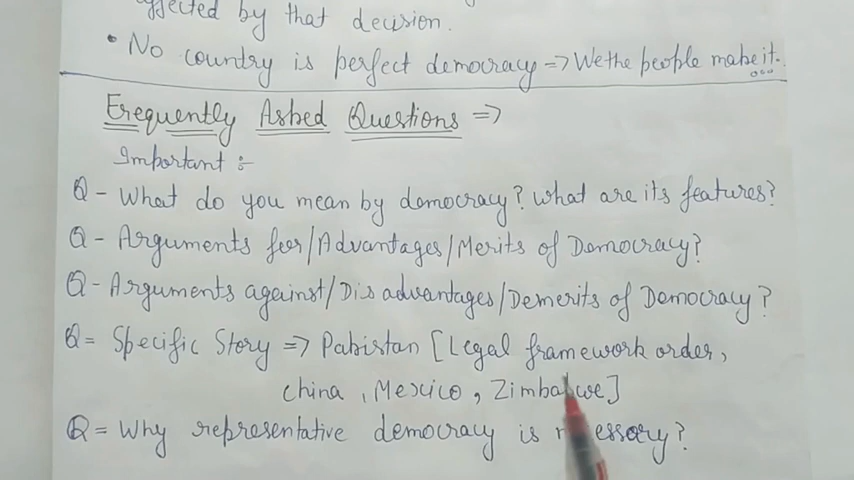 affected by that decision.
• No country is perfect democracy => We the people make it.
Frequently Asked Questions =>
Important :-
Q - What do you mean by democracy? What are its features?
Q - Arguments for/Advantages/Merits of Democracy?
Q - Arguments against/Disadvantages/Demerits of Democracy?
Q = Specific Story => Pakistan [Legal framework order,
China, Mexico, Zimbabwe]
Q = Why representative democracy is necessary?